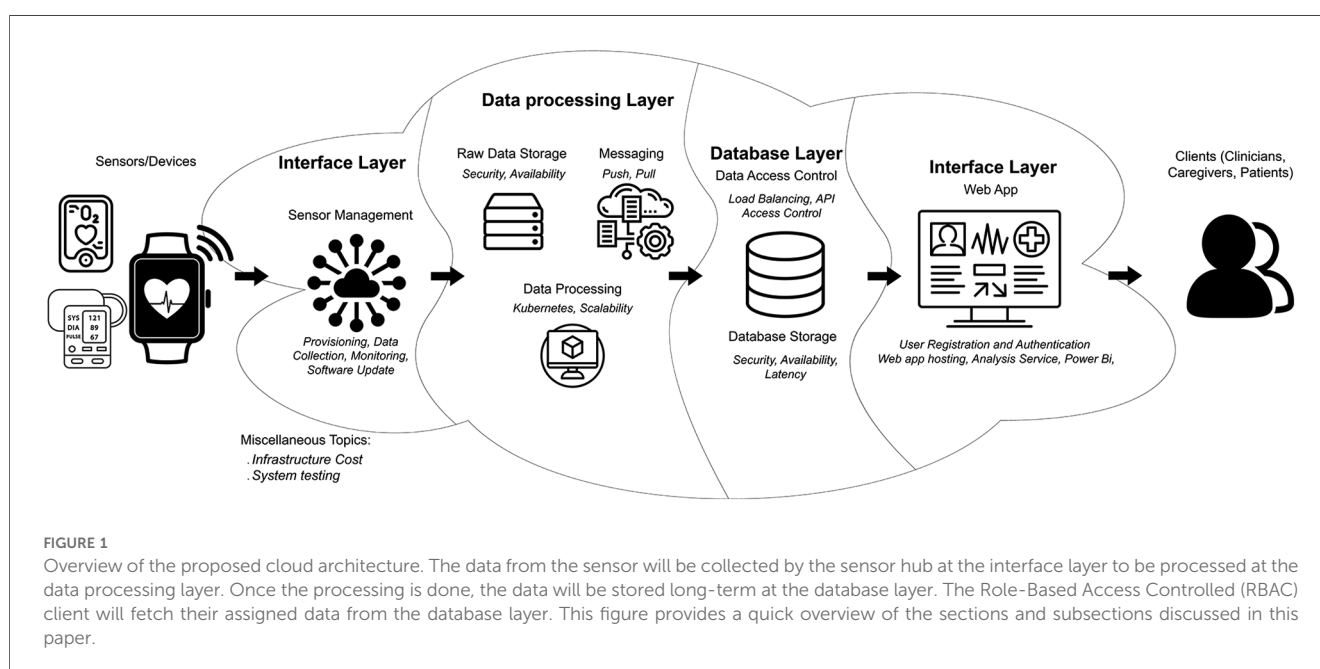 Sensors/Devices
O₂
SYS 121
DIA 89
PULSE 67
Interface Layer
Sensor Management
Provisioning, Data
Collection, Monitoring,
Software Update
Miscellaneous Topics:
. Infrastructure Cost
. System testing
Data processing Layer
Raw Data Storage
Security, Availability
Messaging
Push, Pull
Data Processing
Kubernetes, Scalability
Database Layer
Data Access Control
Load Balancing, API
Access Control
Database Storage
Security, Availability,
Latency
Interface Layer
Web App
User Registration and Authentication
Web app hosting, Analysis Service, Power Bi,
Clients (Clinicians,
Caregivers, Patients)
FIGURE 1
Overview of the proposed cloud architecture. The data from the sensor will be collected by the sensor hub at the interface layer to be processed at the
data processing layer. Once the processing is done, the data will be stored long-term at the database layer. The Role-Based Access Controlled (RBAC)
client will fetch their assigned data from the database layer. This figure provides a quick overview of the sections and subsections discussed in this
paper.